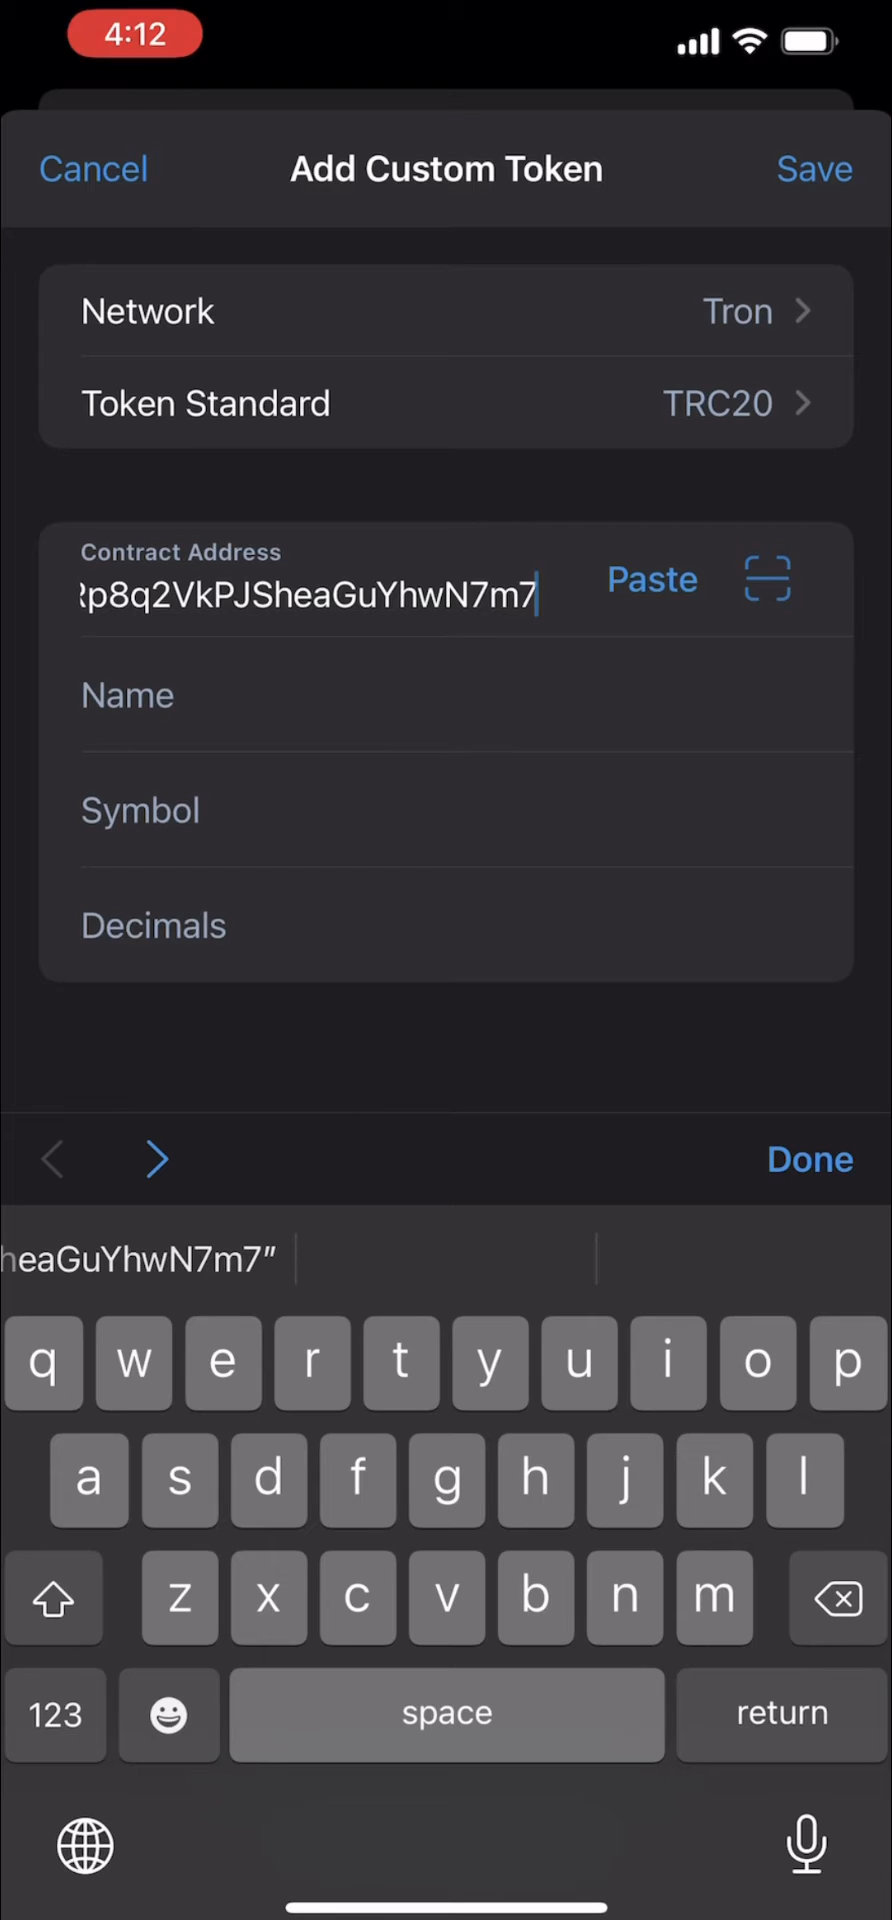 4:12
Cancel Add Custom Token Save
Network Tron
Token Standard TRC20
Contract Address
Rp8q2VkPJSheaGuYhwN7m7 Paste
Name
Symbol
Decimals
Done
heaGuYhwN7m7"
q w e r t y u i o p
a s d f g h j k l
z x c v b n m
123 space return